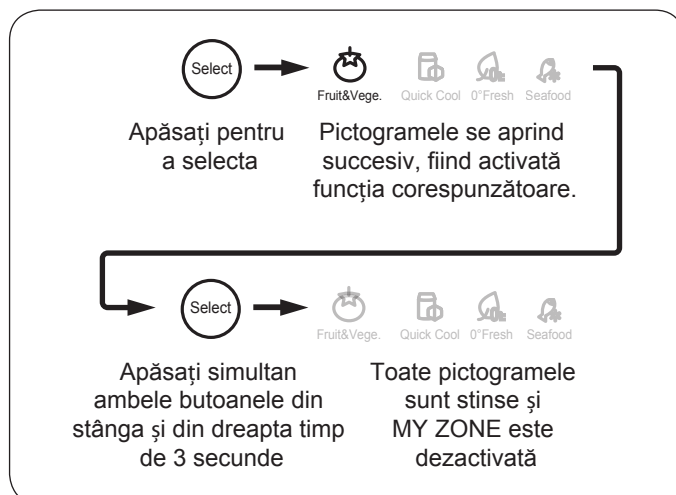 Select
Fruit&Vege. Quick Cool 0°Fresh Seafood
Apăsați pentru
a selecta
Pictogramele se aprind
succesiv, fiind activată
funcția corespunzătoare.
Select
Fruit&Vege. Quick Cool 0°Fresh Seafood
Apăsați simultan
ambele butoanele din
stânga și din dreapta timp
de 3 secunde
Toate pictogramele
sunt stinse și
MY ZONE este
dezactivată